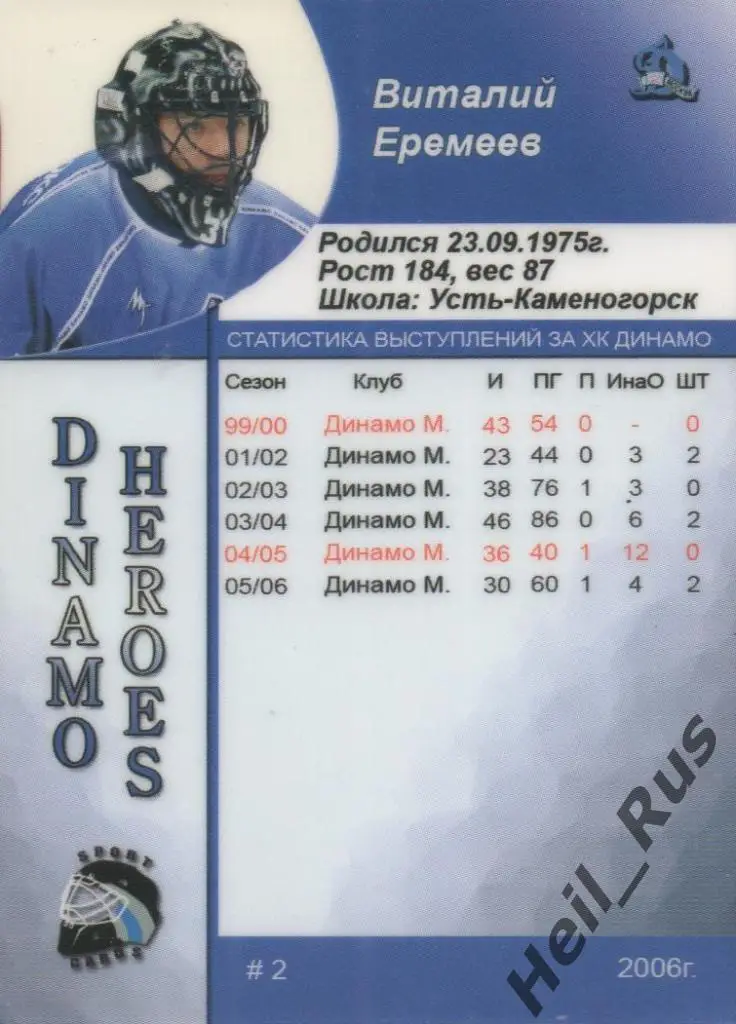 Виталий
Еремеев
Родился 23.09.1975г.
Рост 184, вес 87
Школа: Усть-Каменогорск
СТАТИСТИКА ВЫСТУПЛЕНИЙ ЗА ХК ДИНАМО
Сезон Клуб И ПГ П ИнаО ШТ
99/00 Динамо М. 43 54 0 - 0
01/02 Динамо М. 23 44 0 3 2
02/03 Динамо М. 38 76 1 3 0
03/04 Динамо М. 46 86 0 6 2
04/05 Динамо М. 36 40 1 12 0
05/06 Динамо М. 30 60 1 4 2
DINAMO
HEROES
SPORT
CARDS
# 2
2006г.
Heil_Rus